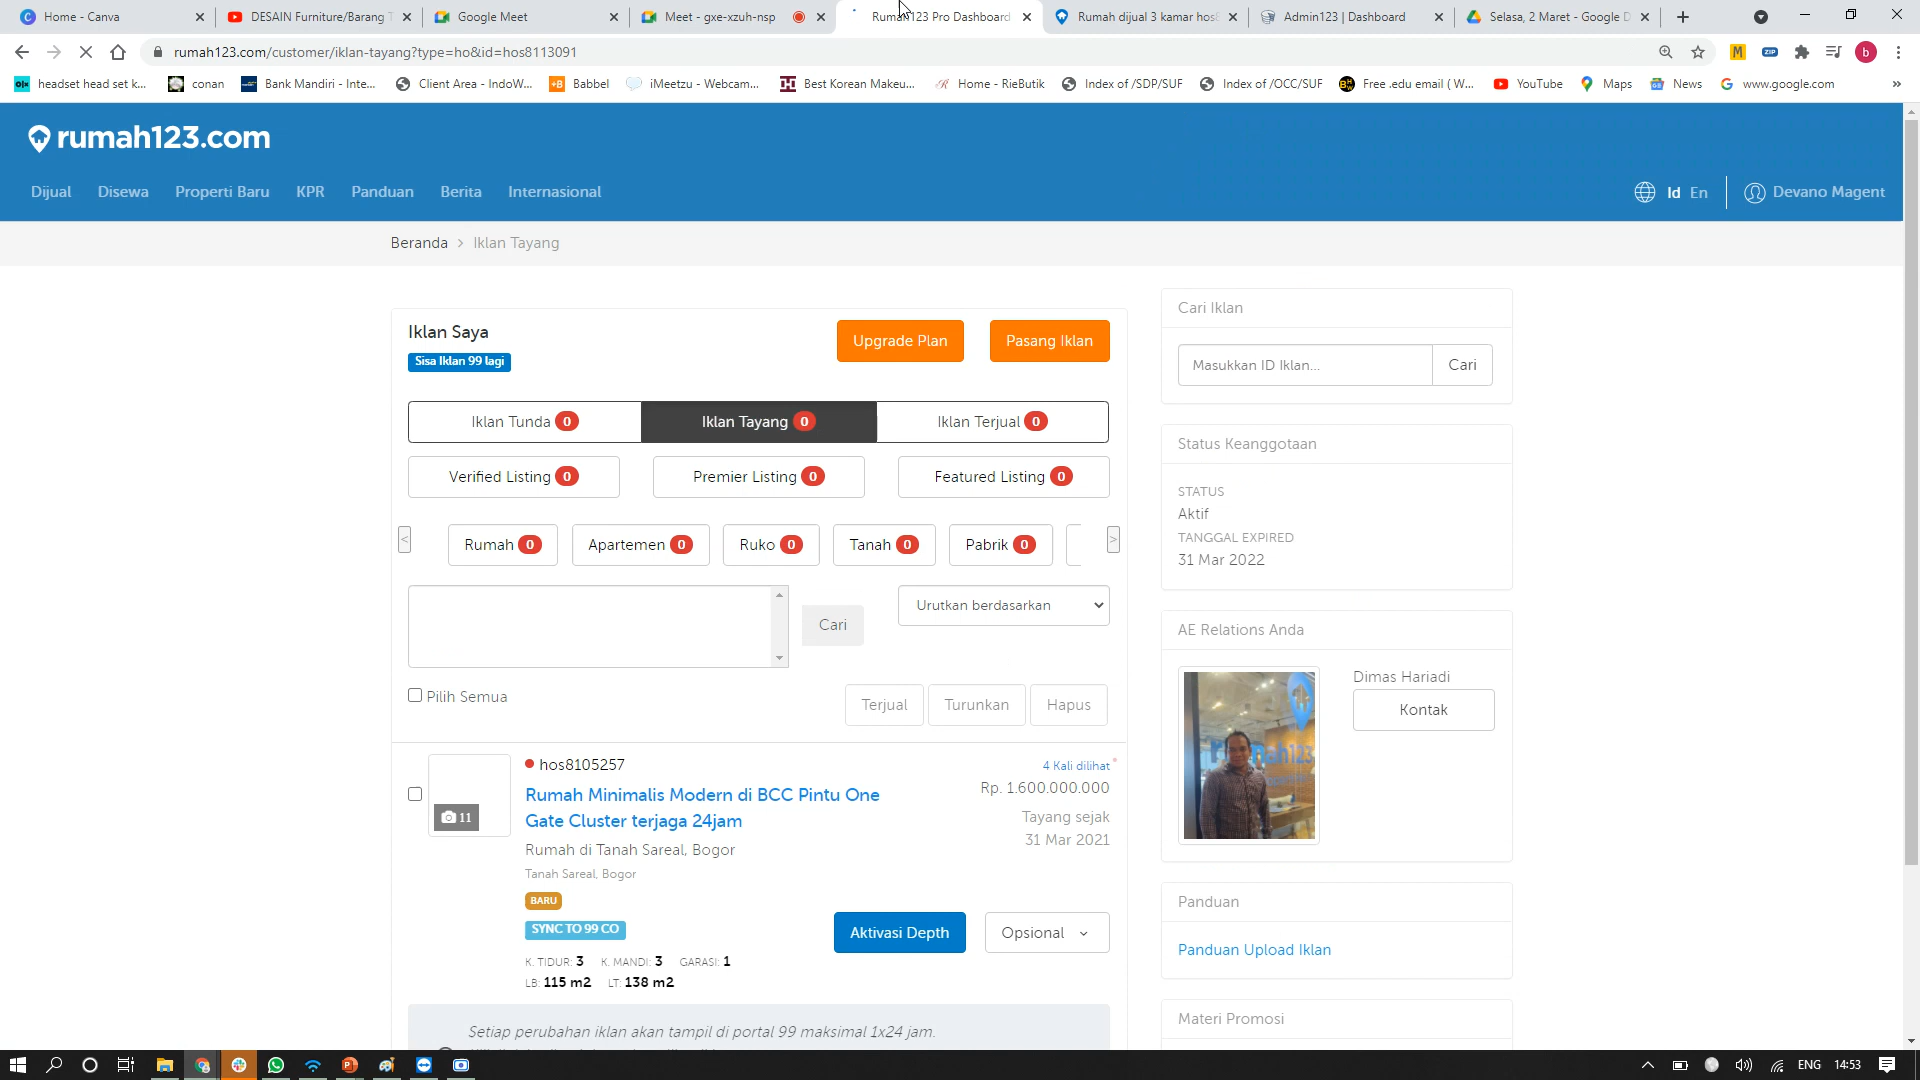 Home - Canva
DESAIN Furniture/Barang T
Google Meet
Meet - gxe-xzuh-nsp
Rumah123 Pro Dashboard
Rumah dijual 3 kamar hos8
Admin123 | Dashboard
Selasa, 2 Maret - Google D
rumah123.com/customer/iklan-tayang?type=ho&id=hos8113091
headset head set k...
conan
Bank Mandiri - Inte...
Client Area - IndoW...
Babbel
iMeetzu - Webcam...
Best Korean Makeu...
Home - RieButik
Index of /SDP/SUF
Index of /OCC/SUF
Free .edu email ( W...
YouTube
Maps
News
www.google.com
rumah123.com
Dijual Disewa Properti Baru KPR Panduan Berita Internasional
Id En
Devano Magent
Beranda > Iklan Tayang
Iklan Saya
Sisa Iklan 99 lagi
Upgrade Plan
Pasang Iklan
Iklan Tunda 0
Iklan Tayang 0
Iklan Terjual 0
Verified Listing 0
Premier Listing 0
Featured Listing 0
<
Rumah 0
Apartemen 0
Ruko 0
Tanah 0
Pabrik 0
>
Cari
Urutkan berdasarkan
Pilih Semua
Terjual
Turunkan
Hapus
11
hos8105257
Rumah Minimalis Modern di BCC Pintu One
Gate Cluster terjaga 24jam
Rumah di Tanah Sareal, Bogor
Tanah Sareal, Bogor
BARU
SYNC TO 99 CO
K. TIDUR: 3 K. MANDI: 3 GARASI: 1
LB: 115 m2 LT: 138 m2
4 Kali dilihat *
Rp. 1.600.000.000
Tayang sejak
31 Mar 2021
Aktivasi Depth
Opsional
Setiap perubahan iklan akan tampil di portal 99 maksimal 1x24 jam.
Cari Iklan
Masukkan ID Iklan...
Cari
Status Keanggotaan
STATUS
Aktif
TANGGAL EXPIRED
31 Mar 2022
AE Relations Anda
Dimas Hariadi
Kontak
Panduan
Panduan Upload Iklan
Materi Promosi
ENG
14:53